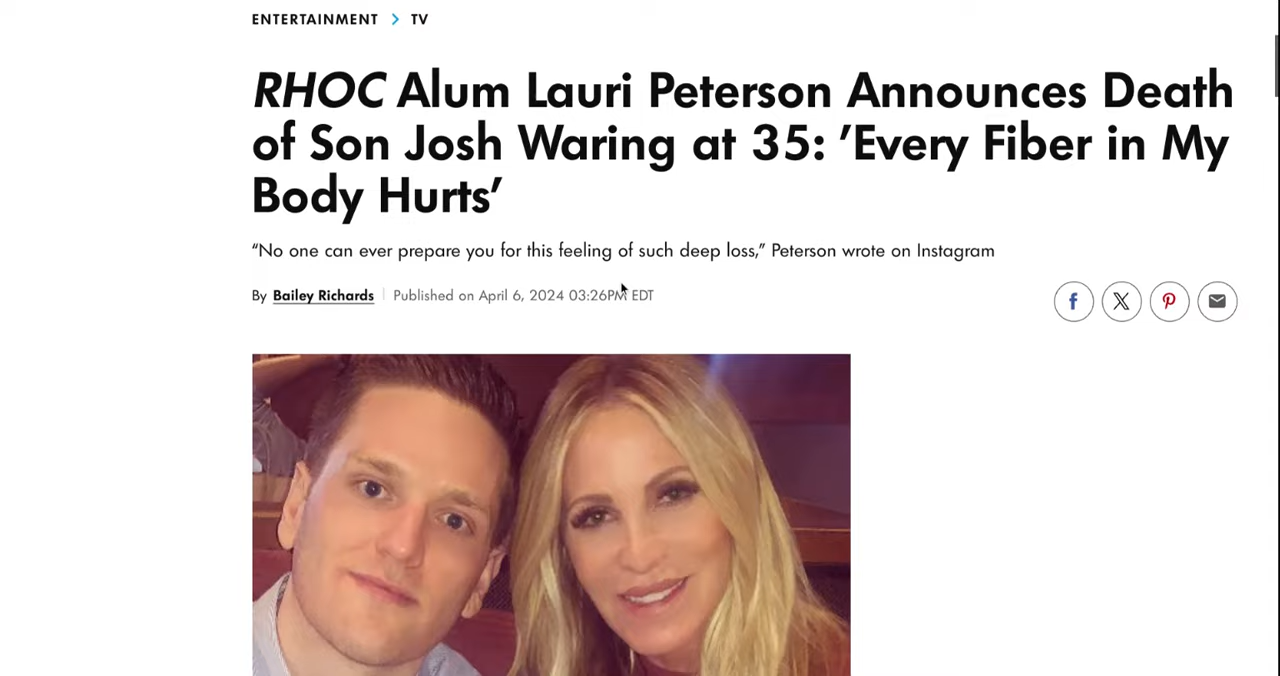 ENTERTAINMENT > TV
RHOC Alum Lauri Peterson Announces Death
of Son Josh Waring at 35: ’Every Fiber in My
Body Hurts’
“No one can ever prepare you for this feeling of such deep loss,” Peterson wrote on Instagram
By Bailey Richards | Published on April 6, 2024 03:26PM EDT